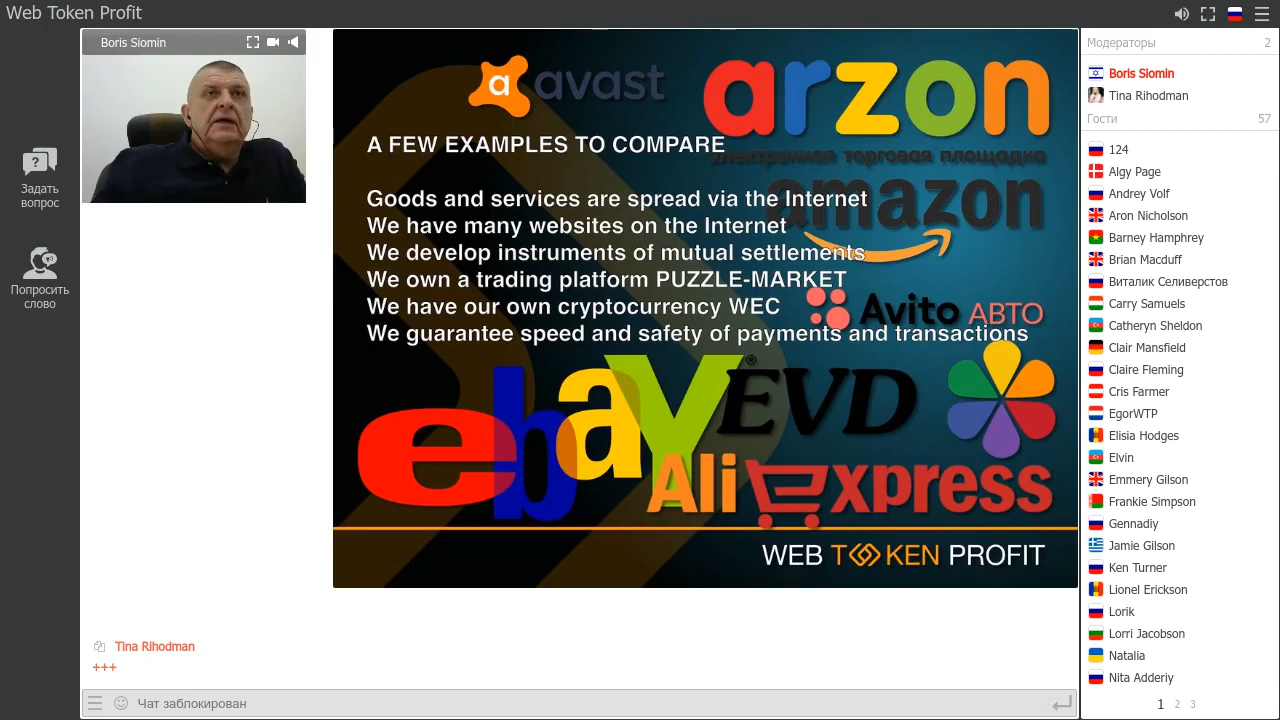 Web Token Profit
Boris Slomin
Задать
вопрос
Попросить
слово
avast
arzon
электронная торговая площадка
amazon
A FEW EXAMPLES TO COMPARE
Goods and services are spread via the Internet
We have many websites on the Internet
We develop instruments of mutual settlements
We own a trading platform PUZZLE-MARKET
We have our own cryptocurrency WEC
We guarantee speed and safety of payments and transactions
Avito АВТО
ebay®
EVD
AliExpress
WEB TOKEN PROFIT
Tina Rihodman
+++
Чат заблокирован
Модераторы 2
Boris Slomin
Tina Rihodman
Гости 57
124
Algy Page
Andrey Volf
Aron Nicholson
Barney Hamphrey
Brian Macduff
Виталик Селиверстов
Carry Samuels
Catheryn Sheldon
Clair Mansfield
Claire Fleming
Cris Farmer
EgorWTP
Elisia Hodges
Elvin
Emmery Gilson
Frankie Simpson
Gennadiy
Jamie Gilson
Ken Turner
Lionel Erickson
Lorik
Lorri Jacobson
Natalia
Nita Adderiy
1 2 3